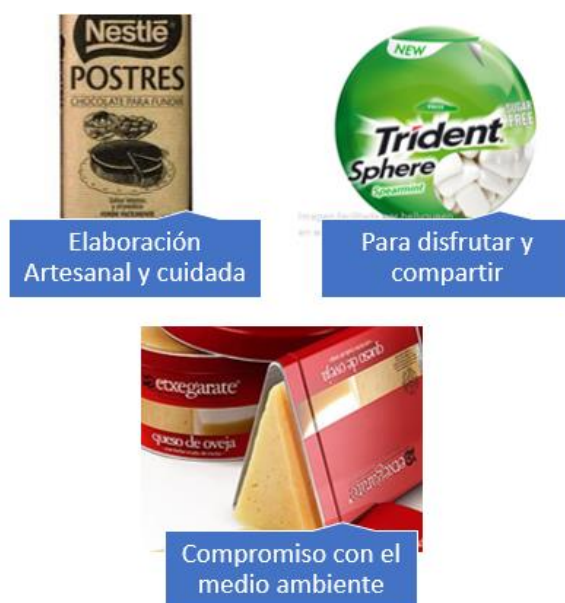 Nestlé
POSTRES
CHOCOLATE PARA FUNDIR
NEW
SUGAR
FREE
Trident
Sphere
Spearmint
Elaboración
Artesanal y cuidada
Para disfrutar y
compartir
etxegarate
queso de oveja
queso de oveja
etxegarate
Compromiso con el
medio ambiente